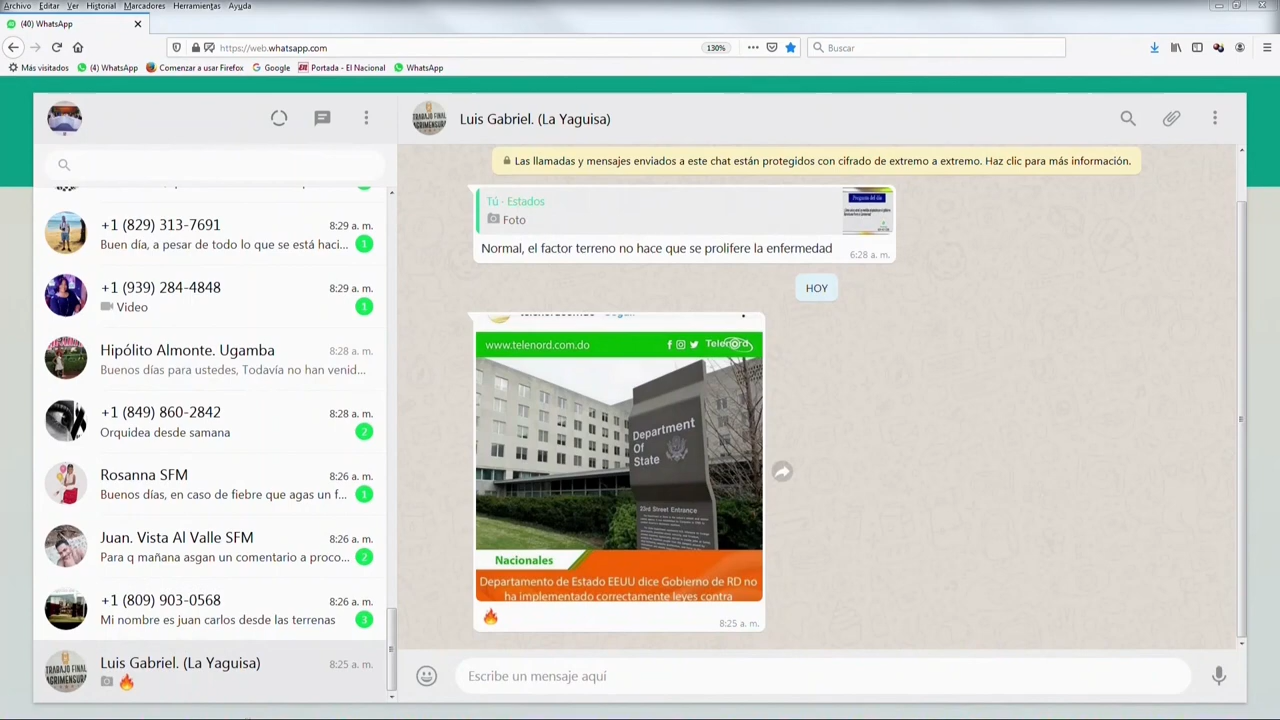 Archivo Editar Ver Historial Marcadores Herramientas Ayuda
(40) WhatsApp
https://web.whatsapp.com
130%
Buscar
Más visitados (4) WhatsApp Comenzar a usar Firefox Google Portada - El Nacional WhatsApp
Luis Gabriel. (La Yaguisa)
Las llamadas y mensajes enviados a este chat están protegidos con cifrado de extremo a extremo. Haz clic para más información.
+1 (829) 313-7691 8:29 a. m.
Buen día, a pesar de todo lo que se está haci... 1
+1 (939) 284-4848 8:29 a. m.
Video 1
Hipólito Almonte. Ugamba 8:28 a. m.
Buenos días para ustedes, Todavía no han venid...
+1 (849) 860-2842 8:28 a. m.
Orquidea desde samana 2
Rosanna SFM 8:26 a. m.
Buenos días, en caso de fiebre que agas un f... 1
Juan. Vista Al Valle SFM 8:26 a. m.
Para q mañana asgan un comentario a proco... 2
+1 (809) 903-0568 8:26 a. m.
Mi nombre es juan carlos desde las terrenas 3
Luis Gabriel. (La Yaguisa) 8:25 a. m.
🔥
TRABAJO FINAL
AGRIMENSURA
Tú · Estados
Foto
Pregunta del día
Normal, el factor terreno no hace que se prolifere la enfermedad
6:28 a. m.
HOY
www.telenord.com.do Telenord
Department
Of
State
23rd Street Entrance
Nacionales
Departamento de Estado EEUU dice Gobierno de RD no
ha implementado correctamente leyes contra
🔥
8:25 a. m.
Escribe un mensaje aquí